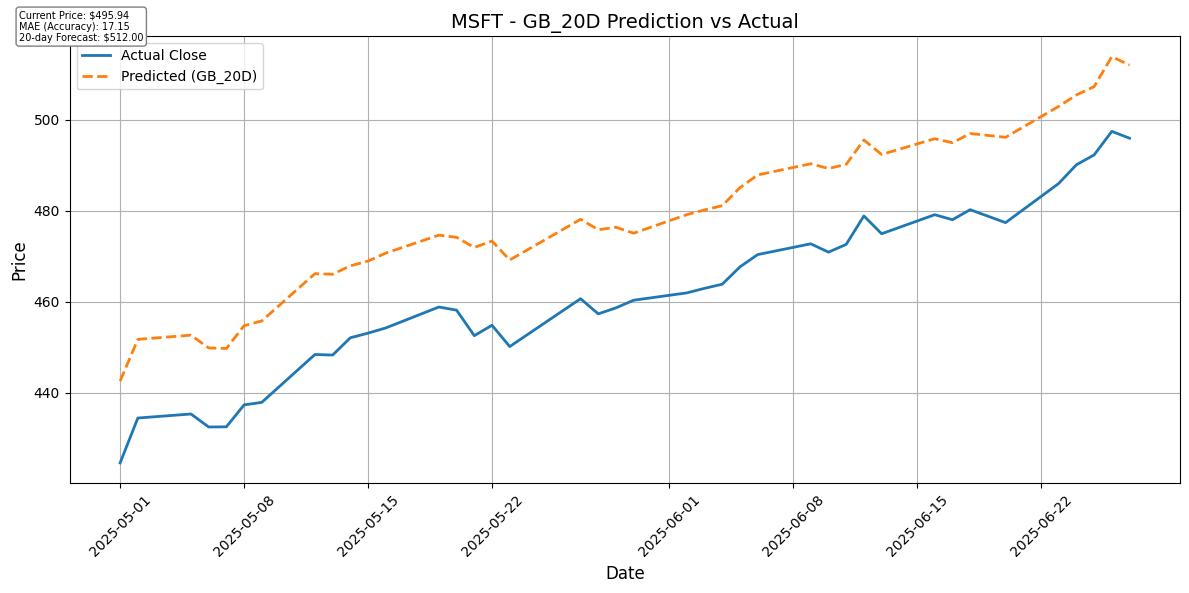 Current Price: $495.94
MAE (Accuracy): 17.15
20-day Forecast: $512.00
MSFT - GB_20D Prediction vs Actual
Actual Close
Predicted (GB_20D)
Price
500
480
460
440
2025-05-01
2025-05-08
2025-05-15
2025-05-22
2025-06-01
2025-06-08
2025-06-15
2025-06-22
Date